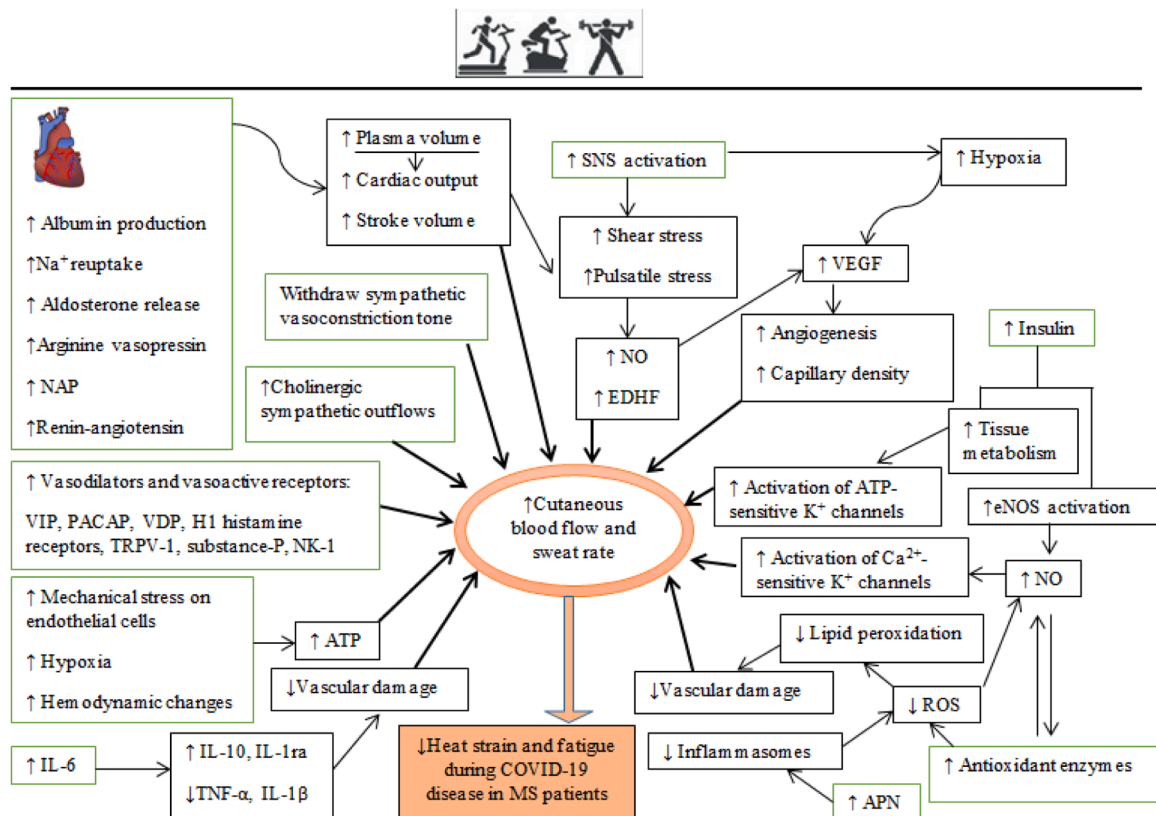 ↑ Albumin production
↑Na⁺ reuptake
↑ Aldosterone release
↑Arginine vasopressin
↑ NAP
↑Renin-angiotensin
↑ Plasma volume
↑ Cardiac output
↑ Stroke volume
↑ SNS activation
↑ Hypoxia
↑ Shear stress
↑Pulsatile stress
↑ VEGF
Withdraw sympathetic
vasoconstriction tone
↑ NO
↑ EDHF
↑ Angiogenesis
↑ Capillary density
↑ Insulin
↑Cholinergic
sympathetic outflows
↑ Tissue
metabolism
↑ Vasodilators and vasoactive receptors:
VIP, PACAP, VDP, H1 histamine
receptors, TRPV-1, substance-P, NK-1
↑Cutaneous
blood flow and
sweat rate
↑ Activation of ATP-
sensitive K⁺ channels
↑eNOS activation
↑ Activation of Ca²⁺-
sensitive K⁺ channels
↑ NO
↑ Mechanical stress on
endothelial cells
↑ Hypoxia
↑ Hemodynamic changes
↑ ATP
↓ Lipid peroxidation
↓Vascular damage
↓Vascular damage
↓ ROS
↑ IL-6
↑ IL-10, IL-1ra
↓TNF-α, IL-1β
↓Heat strain and fatigue
during COVID-19
disease in MS patients
↓ Inflammasomes
↑ Antioxidant enzymes
↑ APN